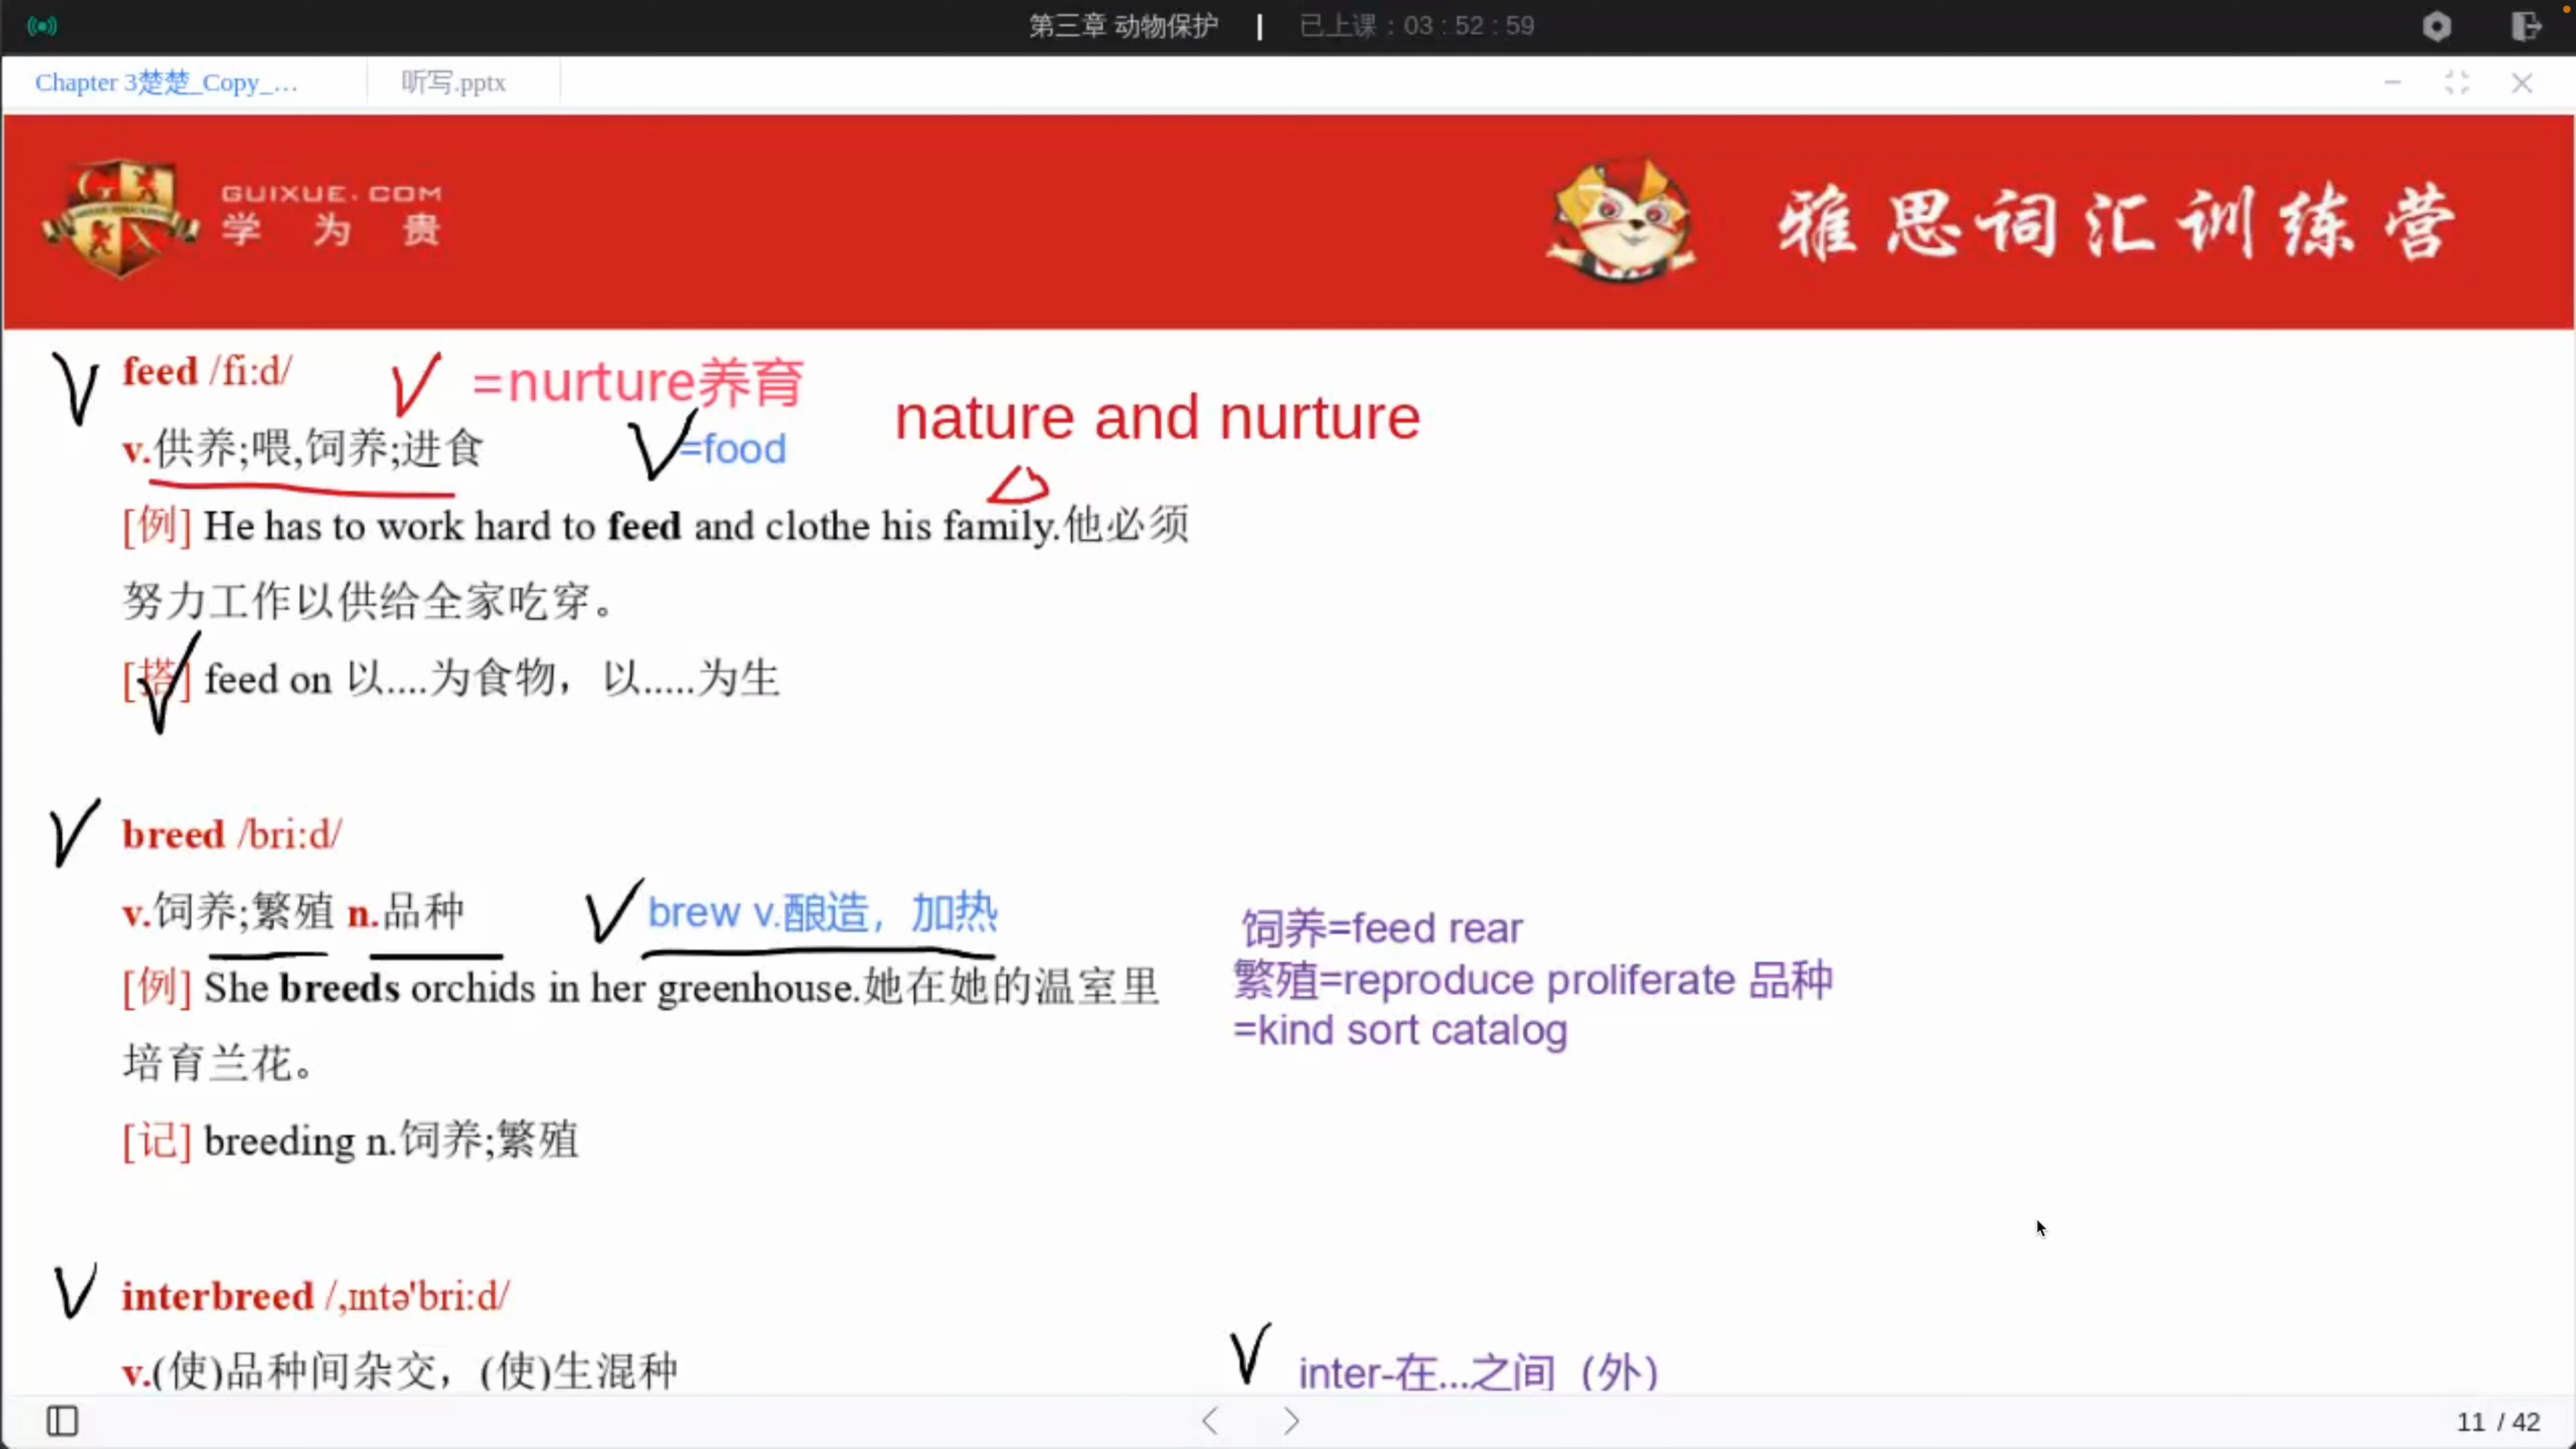 第三章 动物保护 | 已上课：03 : 52 : 59
Chapter 3楚楚_Copy_… 听写.pptx
GUIXUE.COM
学为贵
雅思词汇训练营
feed /fi:d/ =nurture养育
nature and nurture
v.供养;喂,饲养;进食 =food
[例] He has to work hard to feed and clothe his family.他必须
努力工作以供给全家吃穿。
[搭] feed on 以....为食物，以.....为生
breed /bri:d/
v.饲养;繁殖 n.品种 brew v.酿造，加热
饲养=feed rear
繁殖=reproduce proliferate 品种
=kind sort catalog
[例] She breeds orchids in her greenhouse.她在她的温室里
培育兰花。
[记] breeding n.饲养;繁殖
interbreed /,ɪntə'bri:d/
v.(使)品种间杂交，(使)生混种 inter-在...之间（外）
11 / 42